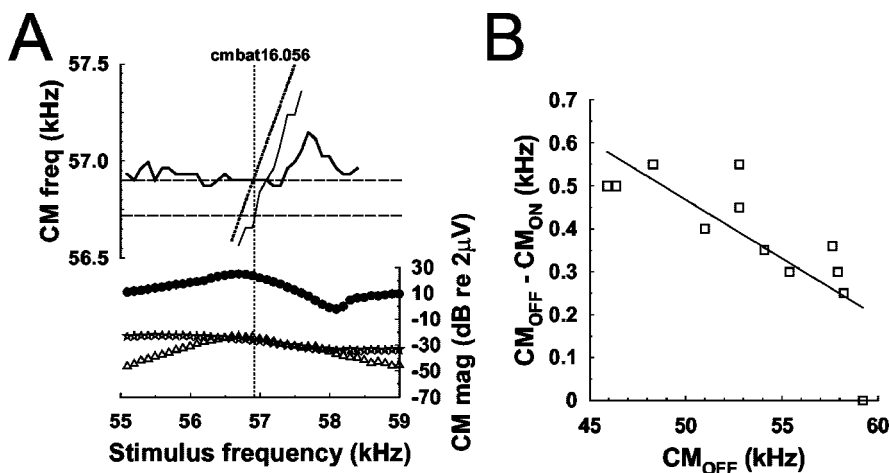 A
cmbat16.056
57.5
57.0
56.5
CM freq (kHz)
30
10
-10
-30
-50
-70
CM mag (dB re 2μV)
55 56 57 58 59
Stimulus frequency (kHz)
B
0.7
0.6
0.5
0.4
0.3
0.2
0.1
0
CM_OFF - CM_ON (kHz)
45 50 55 60
CM_OFF (kHz)